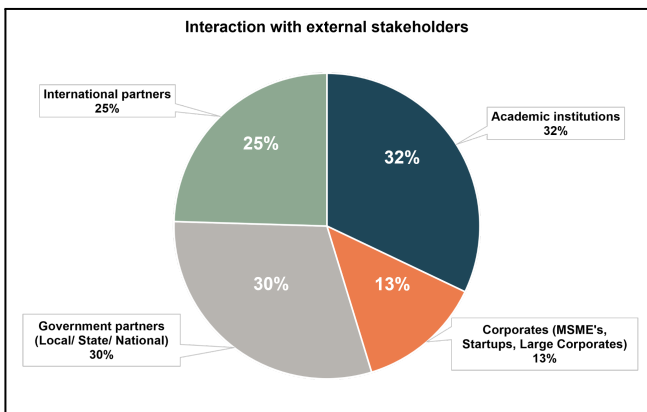 Interaction with external stakeholders
International partners
25%
Academic institutions
32%
25%
32%
30%
13%
Government partners
(Local/ State/ National)
30%
Corporates (MSME's,
Startups, Large Corporates)
13%